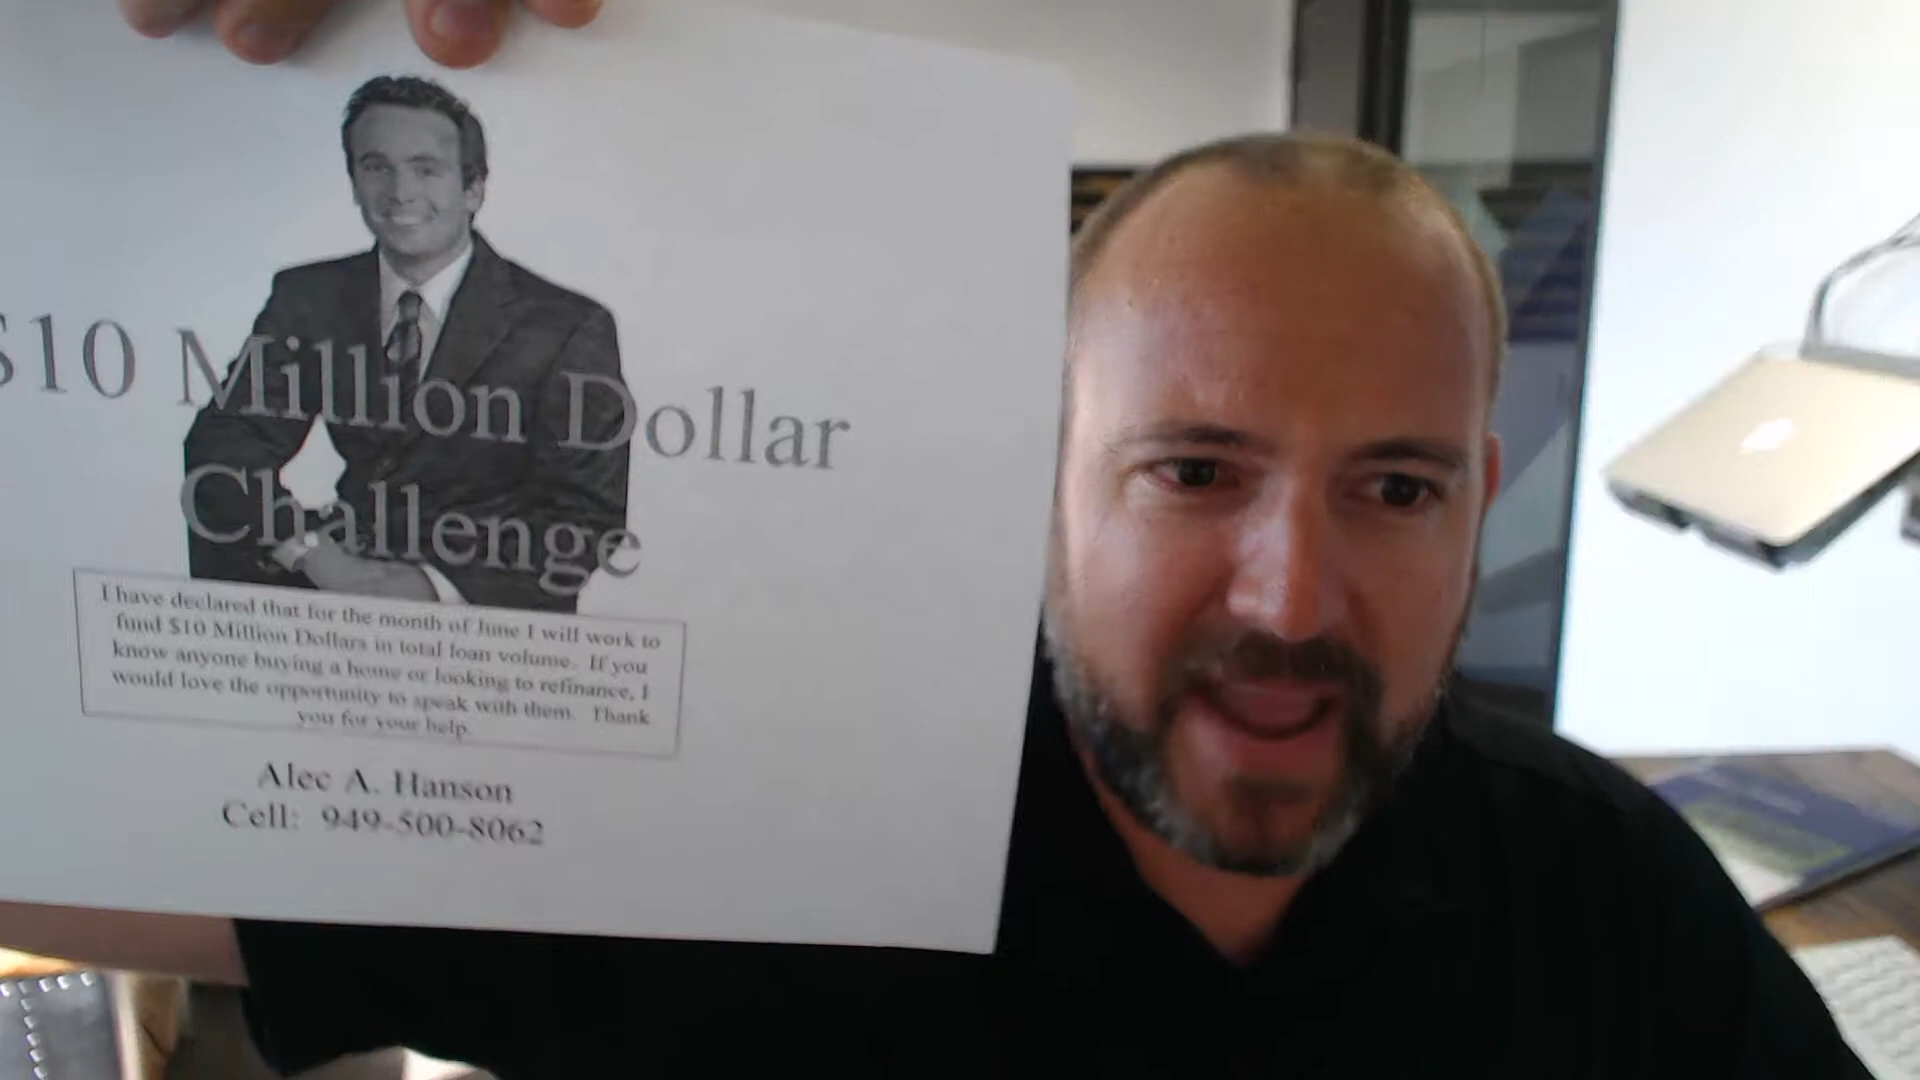 $10 Million Dollar
Challenge
I have declared that for the month of June I will work to
fund $10 Million Dollars in total loan volume. If you
know anyone buying a home or looking to refinance, I
would love the opportunity to speak with them. Thank
you for your help.
Alec A. Hanson
Cell: 949-500-8062